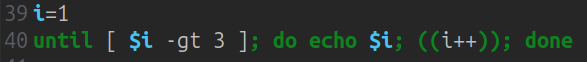 39 i=1
40 until [ $i -gt 3 ]; do echo $i; ((i++)); done